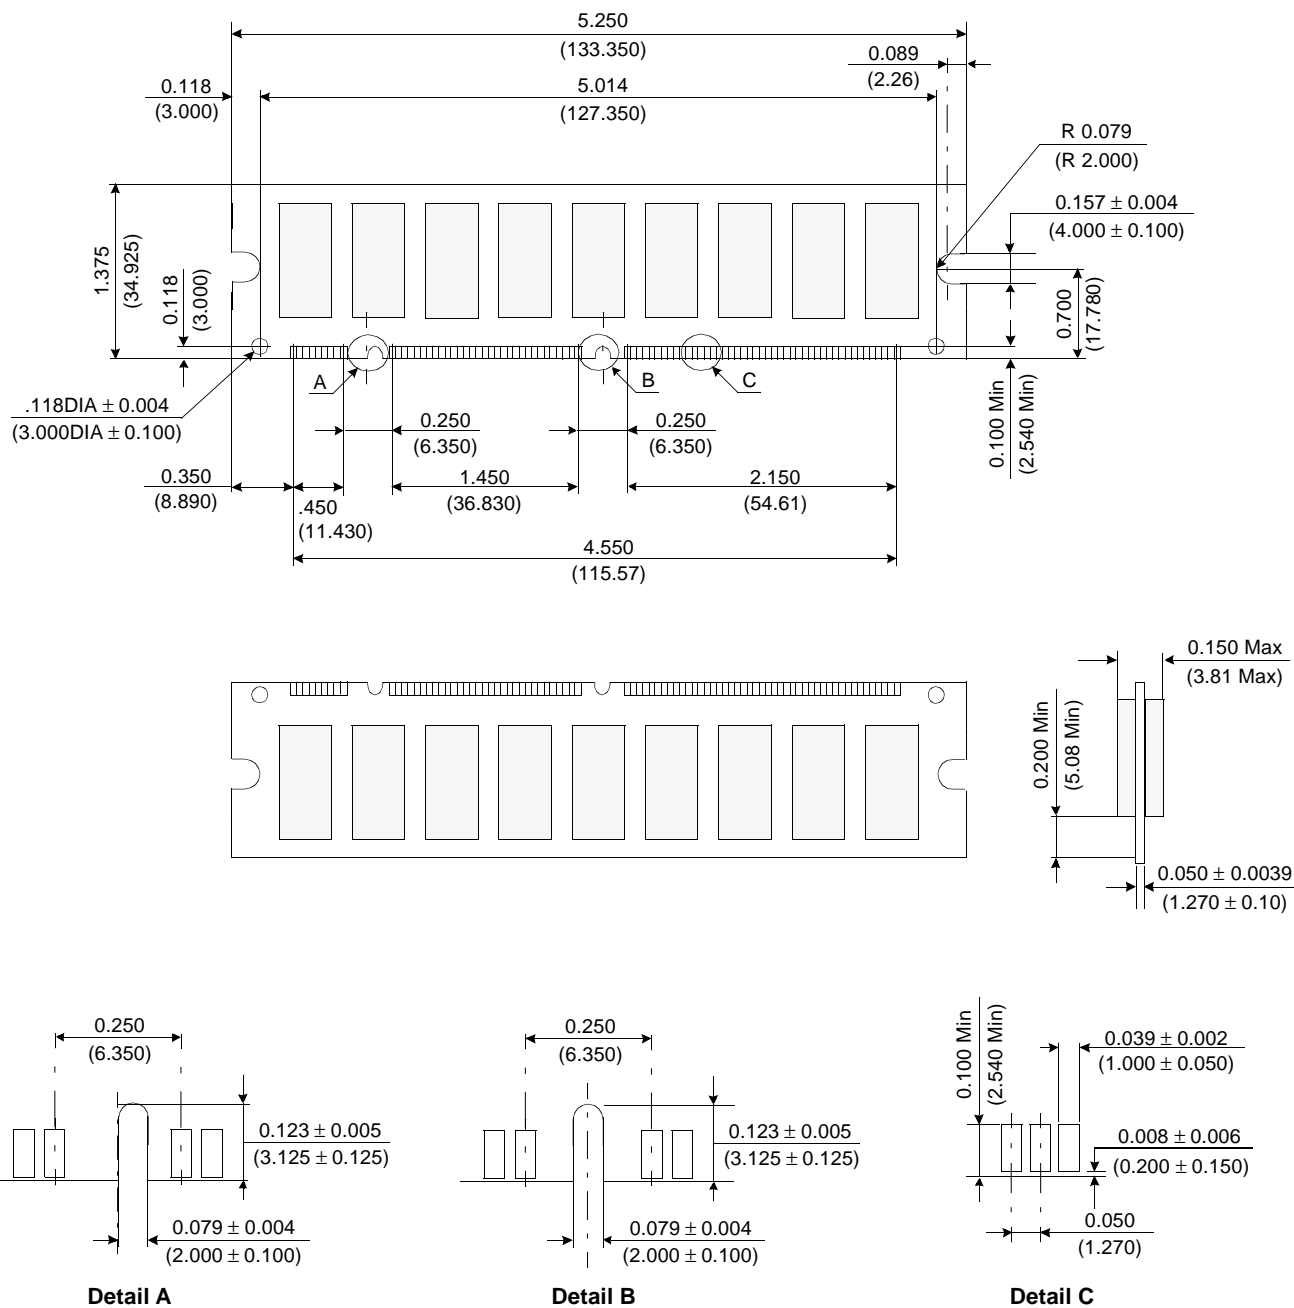 5.250
(133.350)
0.089
(2.26)
0.118
(3.000)
5.014
(127.350)
R 0.079
(R 2.000)
0.157 ± 0.004
(4.000 ± 0.100)
1.375
(34.925)
0.118
(3.000)
0.700
(17.780)
A
B
C
.118DIA ± 0.004
(3.000DIA ± 0.100)
0.250
(6.350)
0.250
(6.350)
0.100 Min
(2.540 Min)
0.350
(8.890)
.450
(11.430)
1.450
(36.830)
2.150
(54.61)
4.550
(115.57)
0.150 Max
(3.81 Max)
0.200 Min
(5.08 Min)
0.050 ± 0.0039
(1.270 ± 0.10)
0.250
(6.350)
0.123 ± 0.005
(3.125 ± 0.125)
0.079 ± 0.004
(2.000 ± 0.100)
Detail A
0.250
(6.350)
0.123 ± 0.005
(3.125 ± 0.125)
0.079 ± 0.004
(2.000 ± 0.100)
Detail B
0.100 Min
(2.540 Min)
0.039 ± 0.002
(1.000 ± 0.050)
0.008 ± 0.006
(0.200 ± 0.150)
0.050
(1.270)
Detail C